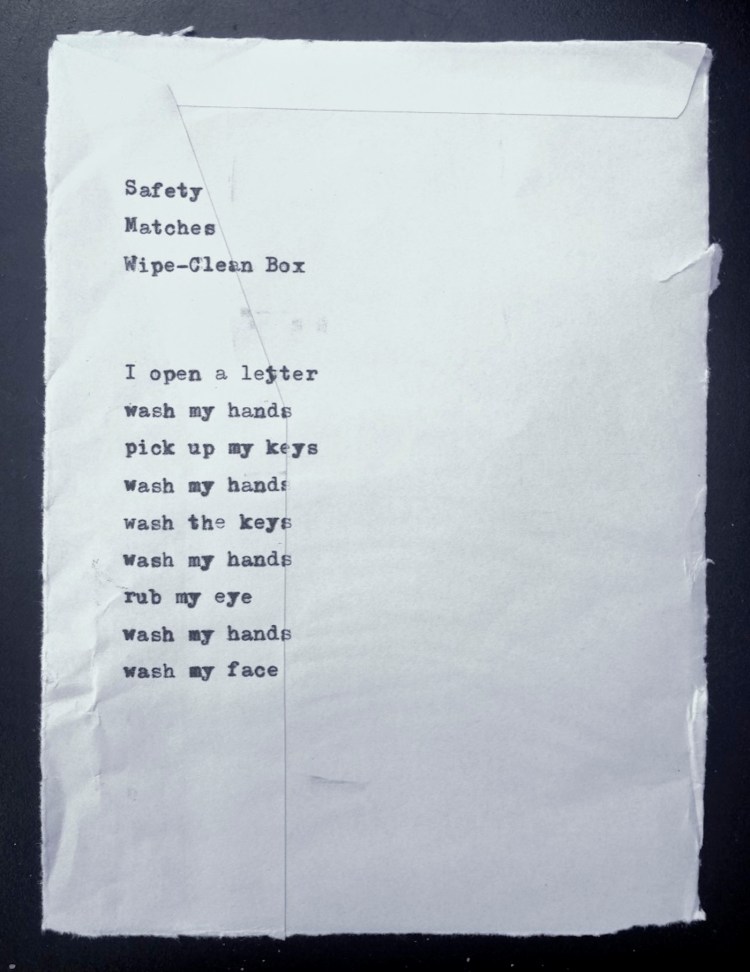 Safety
Matches
Wipe-Clean Box
I open a letter
wash my hands
pick up my keys
wash my hands
wash the keys
wash my hands
rub my eye
wash my hands
wash my face